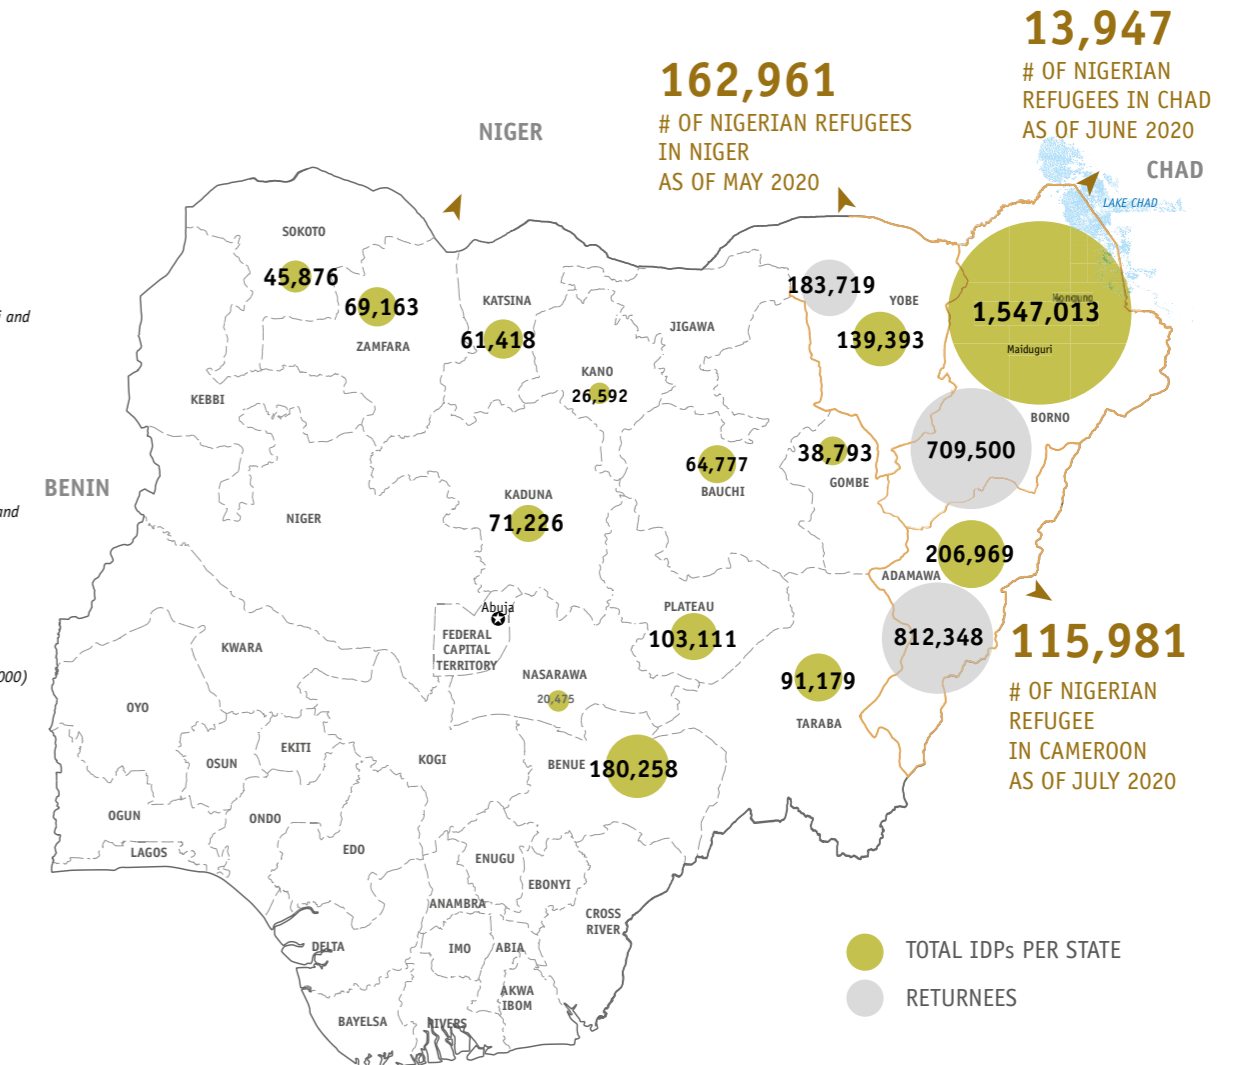 13,947
# OF NIGERIAN
REFUGEES IN CHAD
AS OF JUNE 2020
162,961
# OF NIGERIAN REFUGEES
IN NIGER
AS OF MAY 2020
NIGER
CHAD
LAKE CHAD
SOKOTO
45,876
69,163
ZAMFARA
KATSINA
61,418
KANO
26,592
JIGAWA
183,719
YOBE
139,393
1,547,013
Maiduguri
BORNO
709,500
and
KEBBI
BENIN
and
NIGER
KADUNA
71,226
64,777
BAUCHI
38,793
GOMBE
206,969
ADAMAWA
812,348
115,981
# OF NIGERIAN
REFUGEE
IN CAMEROON
AS OF JULY 2020
Abuja
FEDERAL
CAPITAL
TERRITORY
PLATEAU
103,111
KWARA
NASARAWA
20,475
91,179
TARABA
000)
OYO
OSUN
EKITI
KOGI
BENUE
180,258
OGUN
LAGOS
ONDO
EDO
ENUGU
EBONYI
ANAMBRA
CROSS
RIVER
DELTA
IMO
ABIA
AKWA
IBOM
BAYELSA
RIVERS
TOTAL IDPs PER STATE
RETURNEES